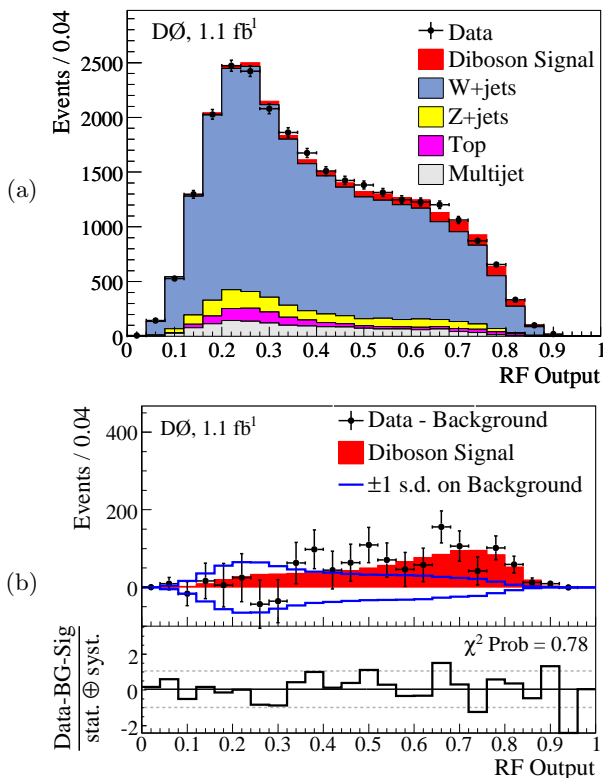 (a)
Events / 0.04
DØ, 1.1 fb⁻¹
Data
Diboson Signal
W+jets
Z+jets
Top
Multijet
2500
2000
1500
1000
500
0
0 0.1 0.2 0.3 0.4 0.5 0.6 0.7 0.8 0.9 1
RF Output
(b)
Events / 0.04
DØ, 1.1 fb⁻¹
Data - Background
Diboson Signal
±1 s.d. on Background
400
200
0
Data-BG-Sig
stat. ⊕ syst.
χ² Prob = 0.78
2
0
-2
0 0.1 0.2 0.3 0.4 0.5 0.6 0.7 0.8 0.9 1
RF Output